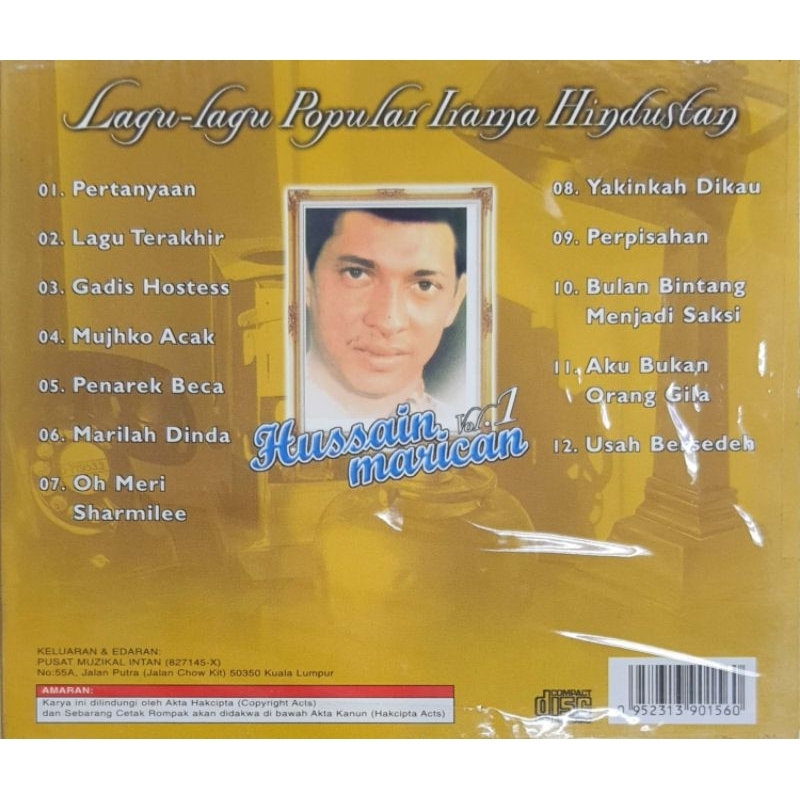 Lagu-lagu Popular Irama Hindustan
01. Pertanyaan
02. Lagu Terakhir
03. Gadis Hostess
04. Mujhko Acak
05. Penarek Beca
06. Marilah Dinda
07. Oh Meri
Sharmilee
Hussain Vol.1
marican
08. Yakinkah Dikau
09. Perpisahan
10. Bulan Bintang
Menjadi Saksi
11. Aku Bukan
Orang Gila
12. Usah Bersedeh
KELUARAN & EDARAN:
PUSAT MUZIKAL INTAN (827145-X)
No:55A, Jalan Putra (Jalan Chow Kit) 50350 Kuala Lumpur
AMARAN:
Karya ini dilindungi oleh Akta Hakcipta (Copyright Acts)
dan Sebarang Cetak Rompak akan didakwa di bawah Akta Kanun (Hakcipta Acts)
COMPACT
disc
0 952313 901560